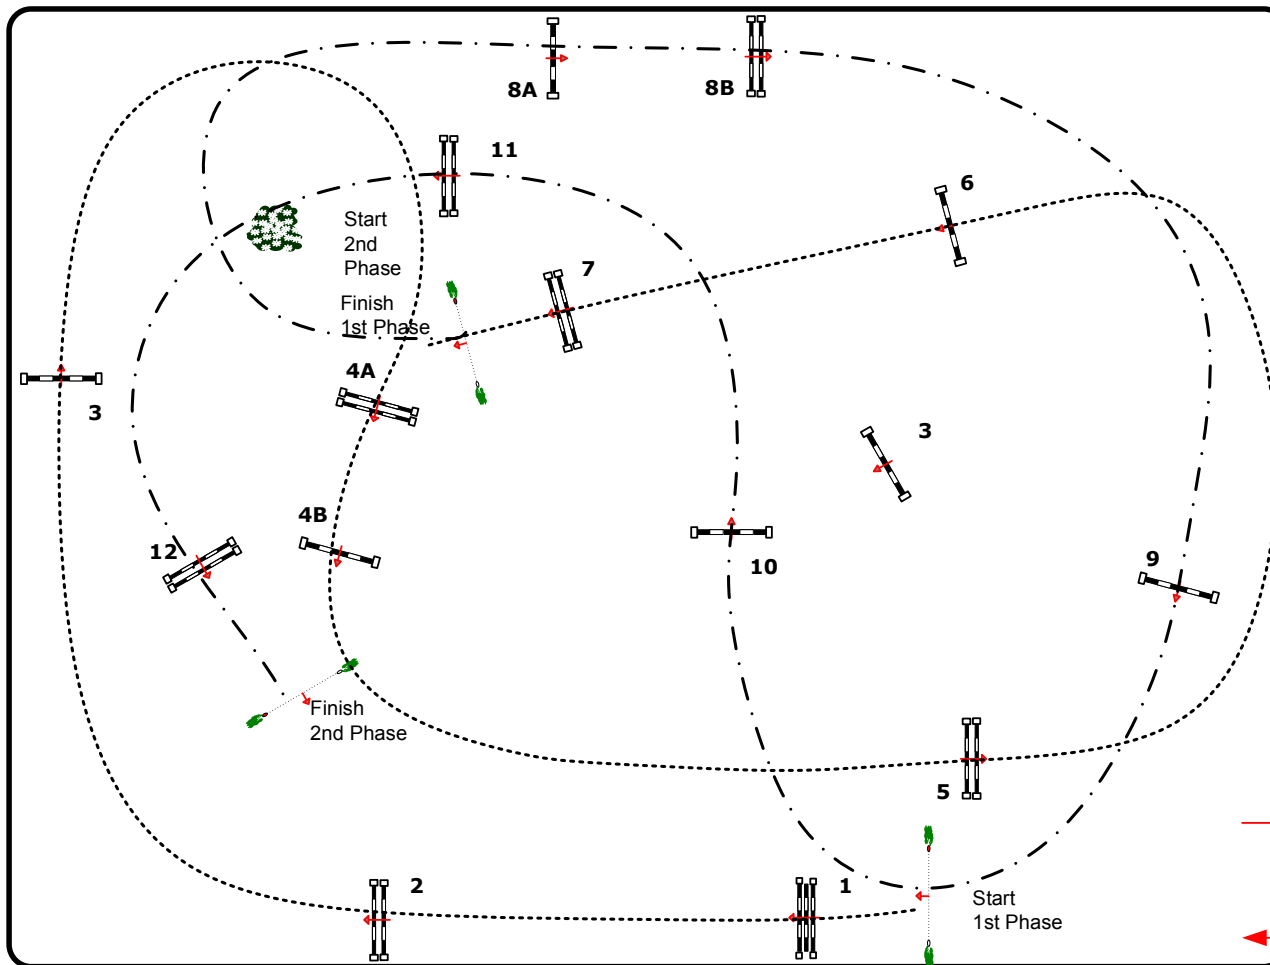 8A
8B
11
6
Start
2nd
Phase
7
Finish
1st Phase
4A
3
3
4B
12
10
9
Finish
2nd Phase
5
2
1
Start
1st Phase